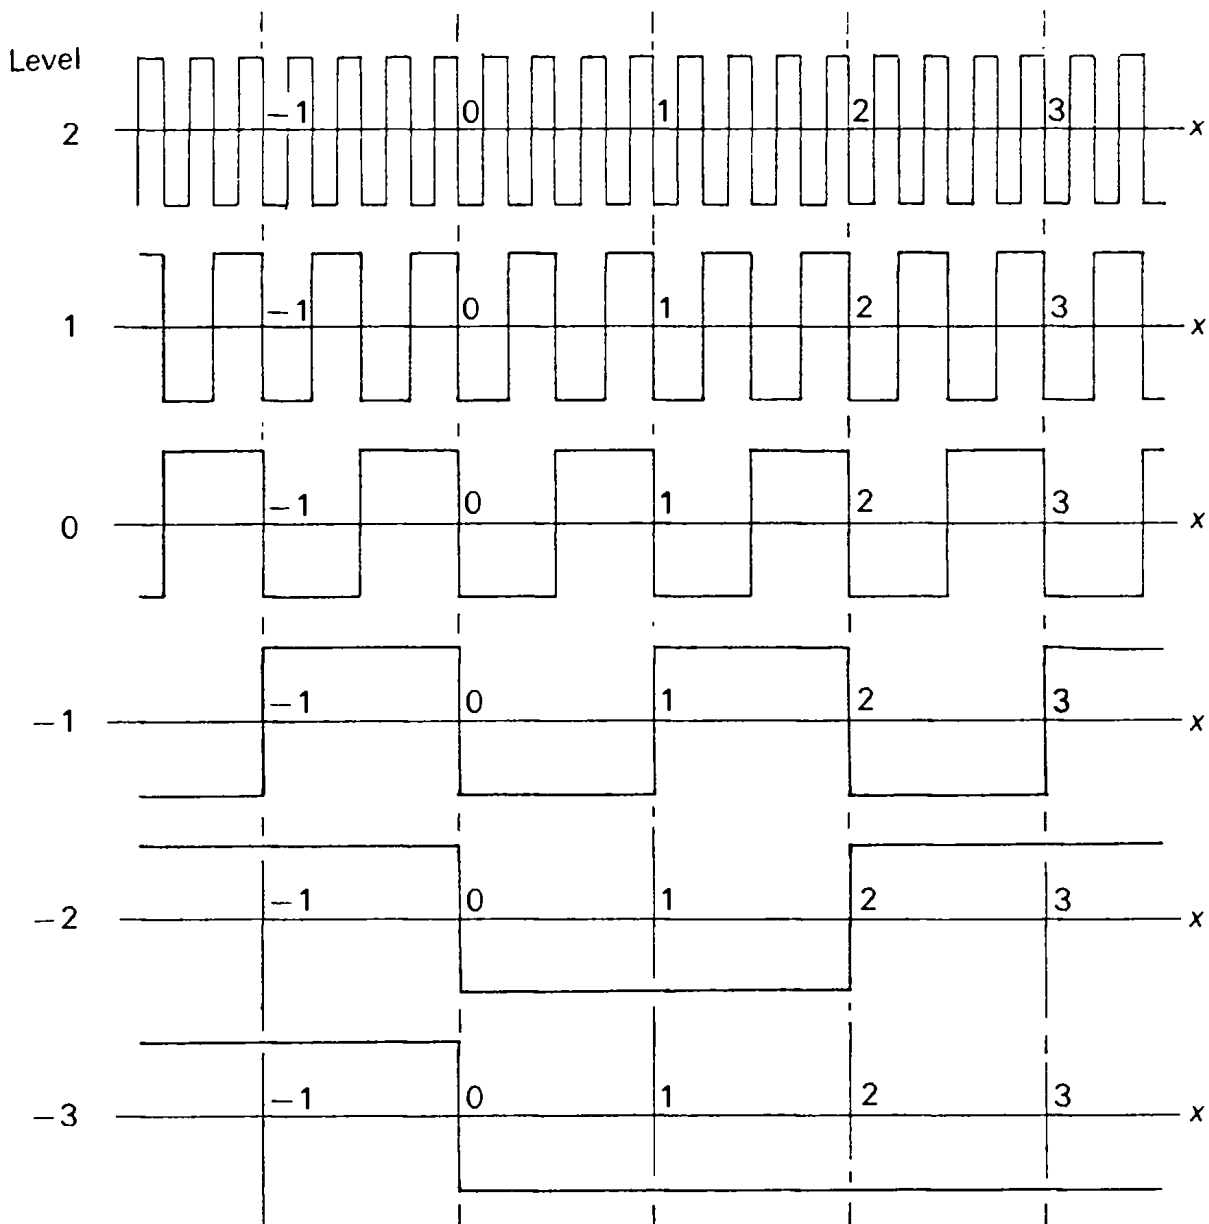 Level
2 −1 0 1 2 3 x
1 −1 0 1 2 3 x
0 −1 0 1 2 3 x
−1 −1 0 1 2 3 x
−2 −1 0 1 2 3 x
−3 −1 0 1 2 3 x